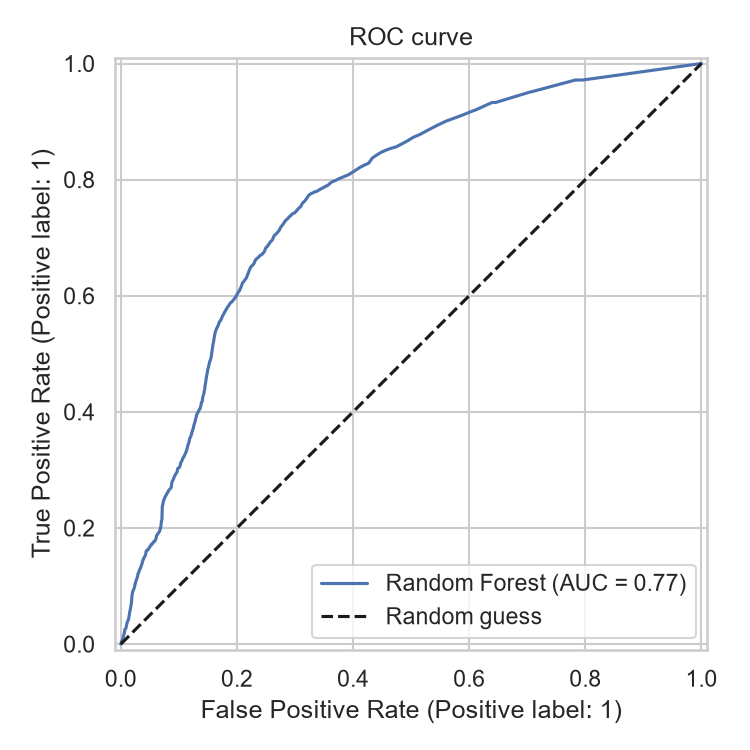 ROC curve
True Positive Rate (Positive label: 1)
1.0
0.8
0.6
0.4
0.2
0.0
Random Forest (AUC = 0.77)
Random guess
0.0 0.2 0.4 0.6 0.8 1.0
False Positive Rate (Positive label: 1)